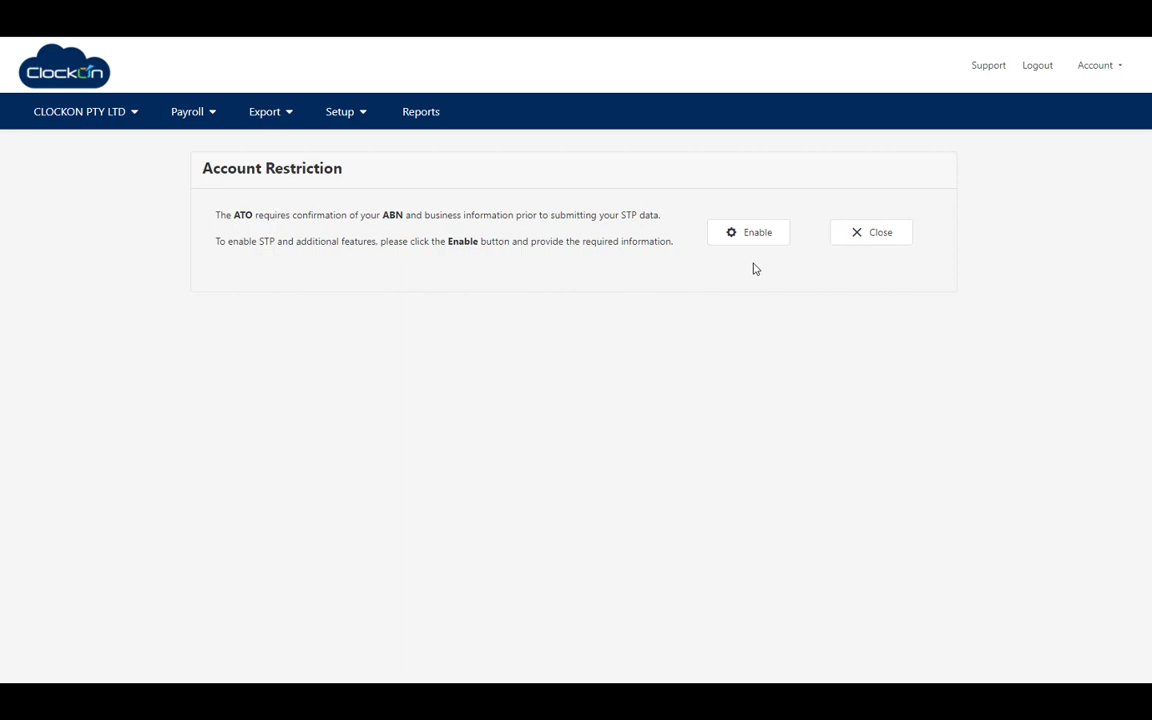 ClockOn
Support Logout Account
CLOCKON PTY LTD Payroll Export Setup Reports
Account Restriction
The ATO requires confirmation of your ABN and business information prior to submitting your STP data.
To enable STP and additional features, please click the Enable button and provide the required information.
Enable Close